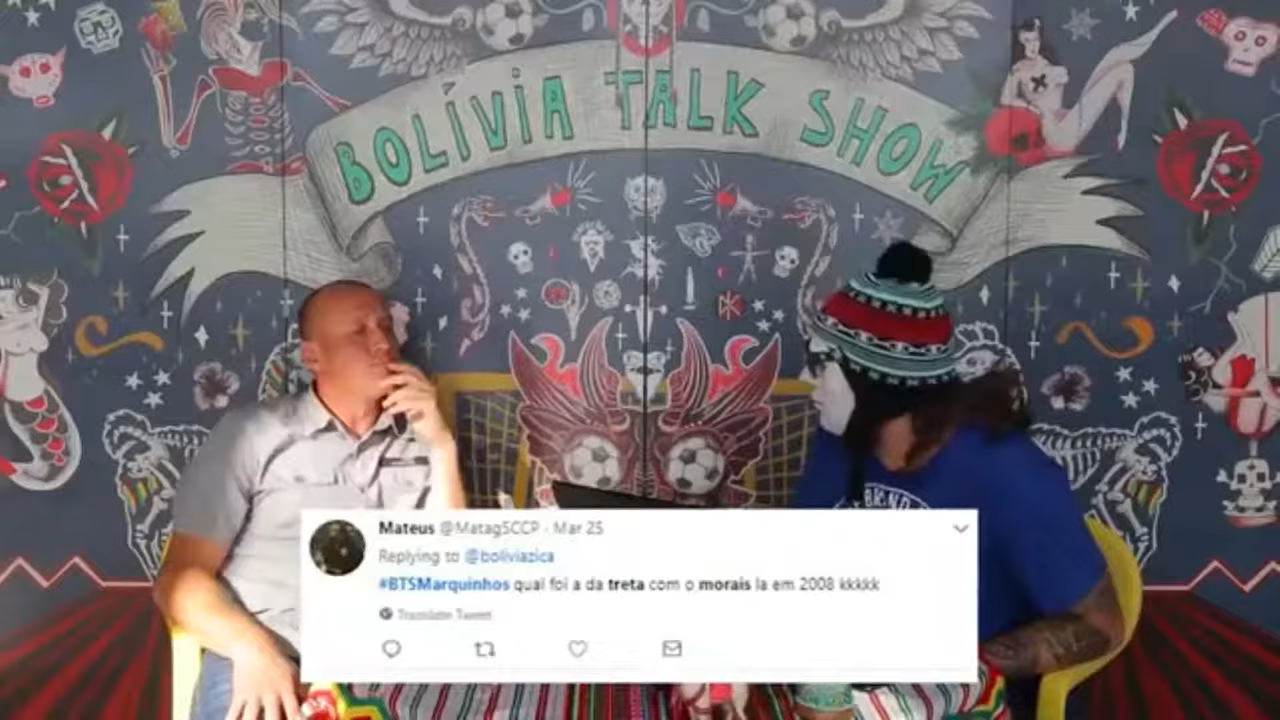 BOLÍVIA TALK SHOW
Mateus @MatagSCCP · Mar 25
Replying to @boliviazica
#BTSMarquinhos qual foi a da treta com o morais la em 2008 kkkkk
Translate Tweet